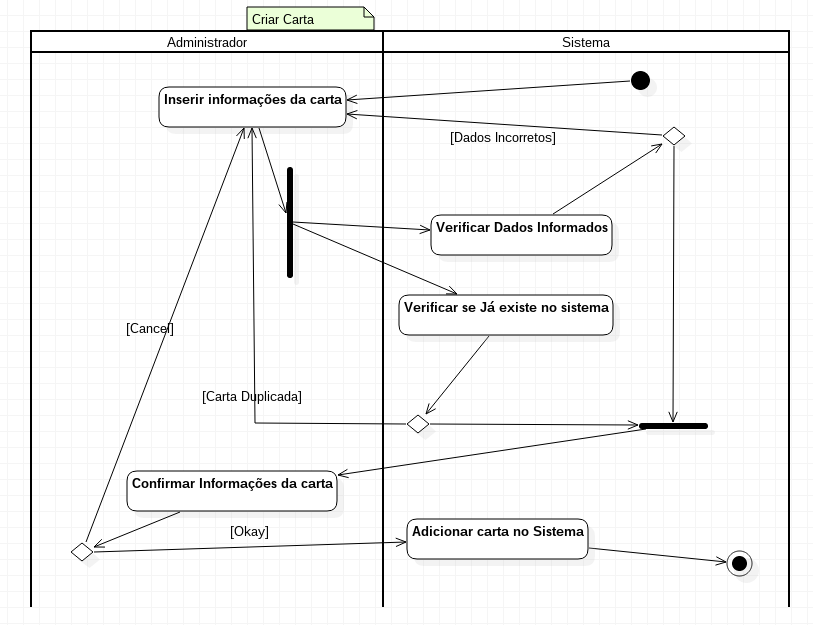 Criar Carta
Administrador
Sistema
Inserir informações da carta
[Dados Incorretos]
Verificar Dados Informados
Verificar se Já existe no sistema
[Cancel]
[Carta Duplicada]
Confirmar Informações da carta
[Okay]
Adicionar carta no Sistema